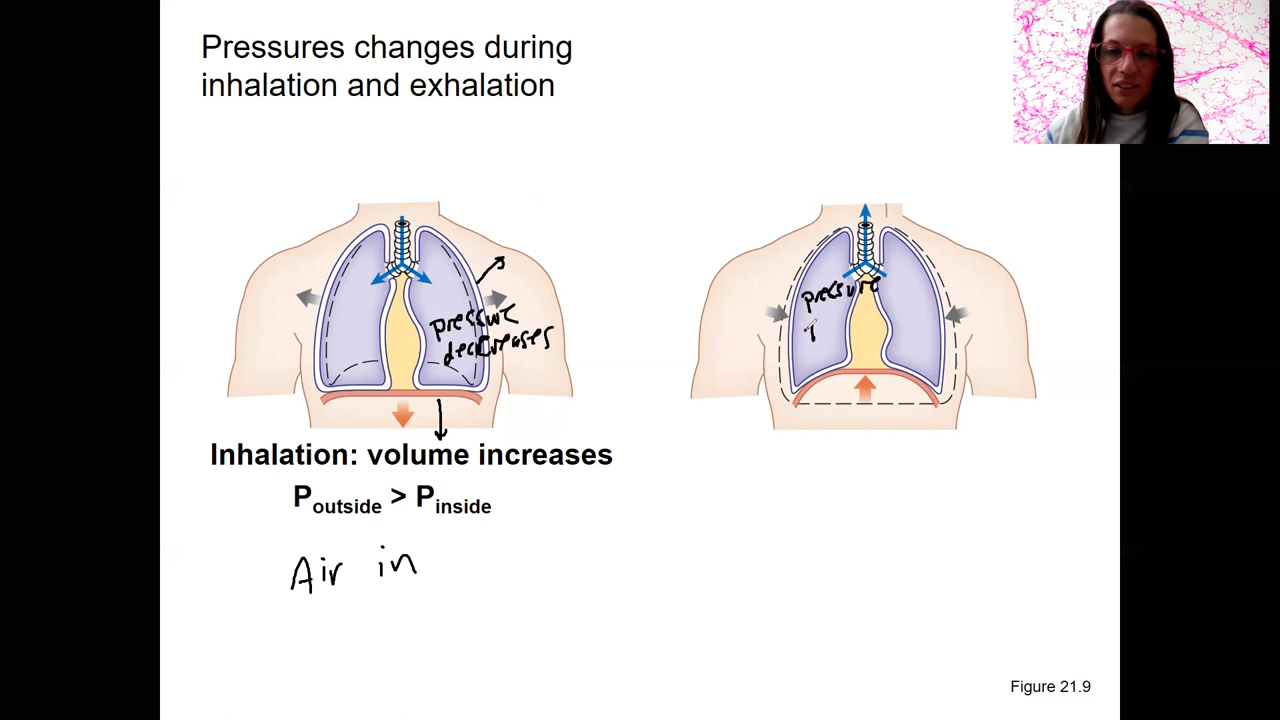 Pressures changes during
inhalation and exhalation
pressure
decreases
pressure
Inhalation: volume increases
Poutside > Pinside
Air in
Figure 21.9